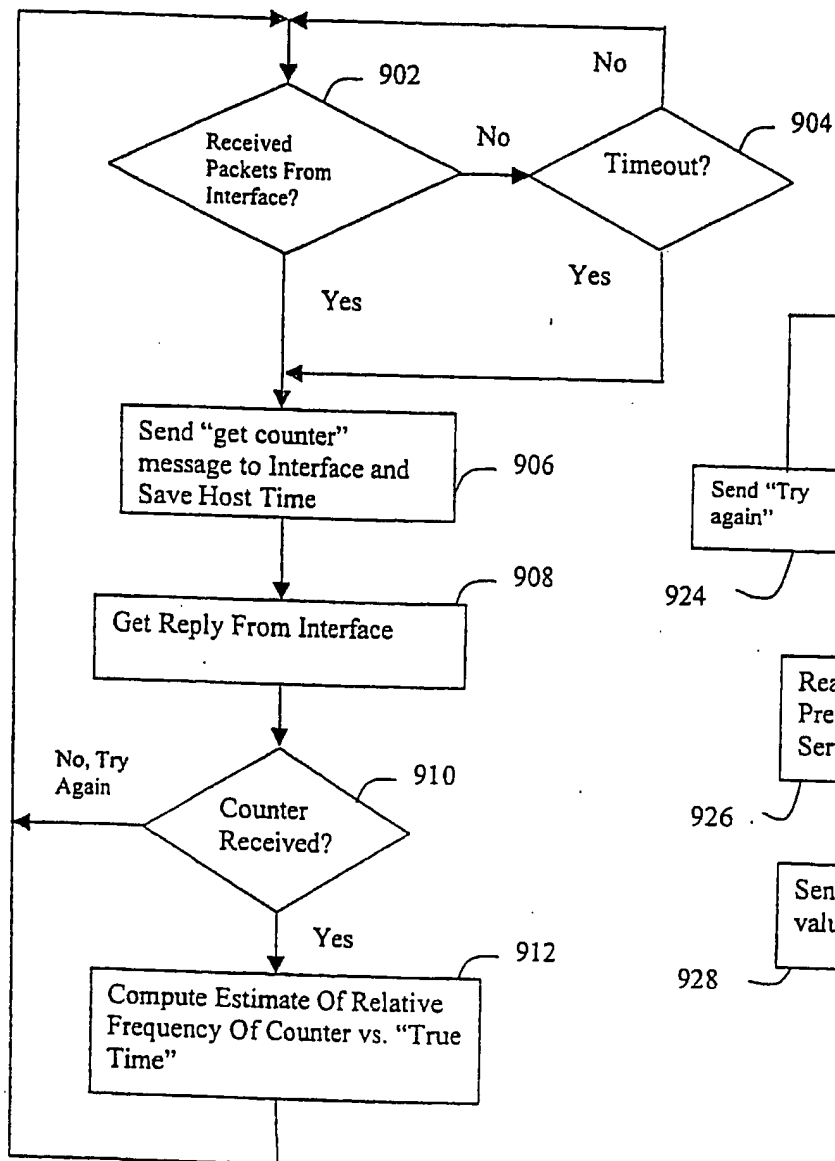 No
902
904
Received
Packets From
Interface?
No
Timeout?
Yes
Yes
Send “get counter”
message to Interface and
Save Host Time
906
Send “Try
again”
924
908
Get Reply From Interface
Rea
Pre
Ser
926
No, Try
Again
910
Counter
Received?
Sen
valu
928
Yes
912
Compute Estimate Of Relative
Frequency Of Counter vs. “True
Time”